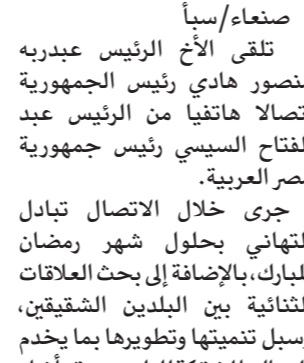 صنعاء/سبأ
تلقى الأخ الرئيس عبدربه
منصور هادي رئيس الجمهورية
اتصالا هاتفيا من الرئيس عبد
الفتاح السيسي رئيس جمهورية
مصر العربية.
جرى خلال الاتصال تبادل
التهاني بحلول شهر رمضان
المبارك،بالإضافة إلى بحث العلاقات
الثنائية بين البلدين الشقيقين،
وسبل تنميتها وتطويرها بما يخدم